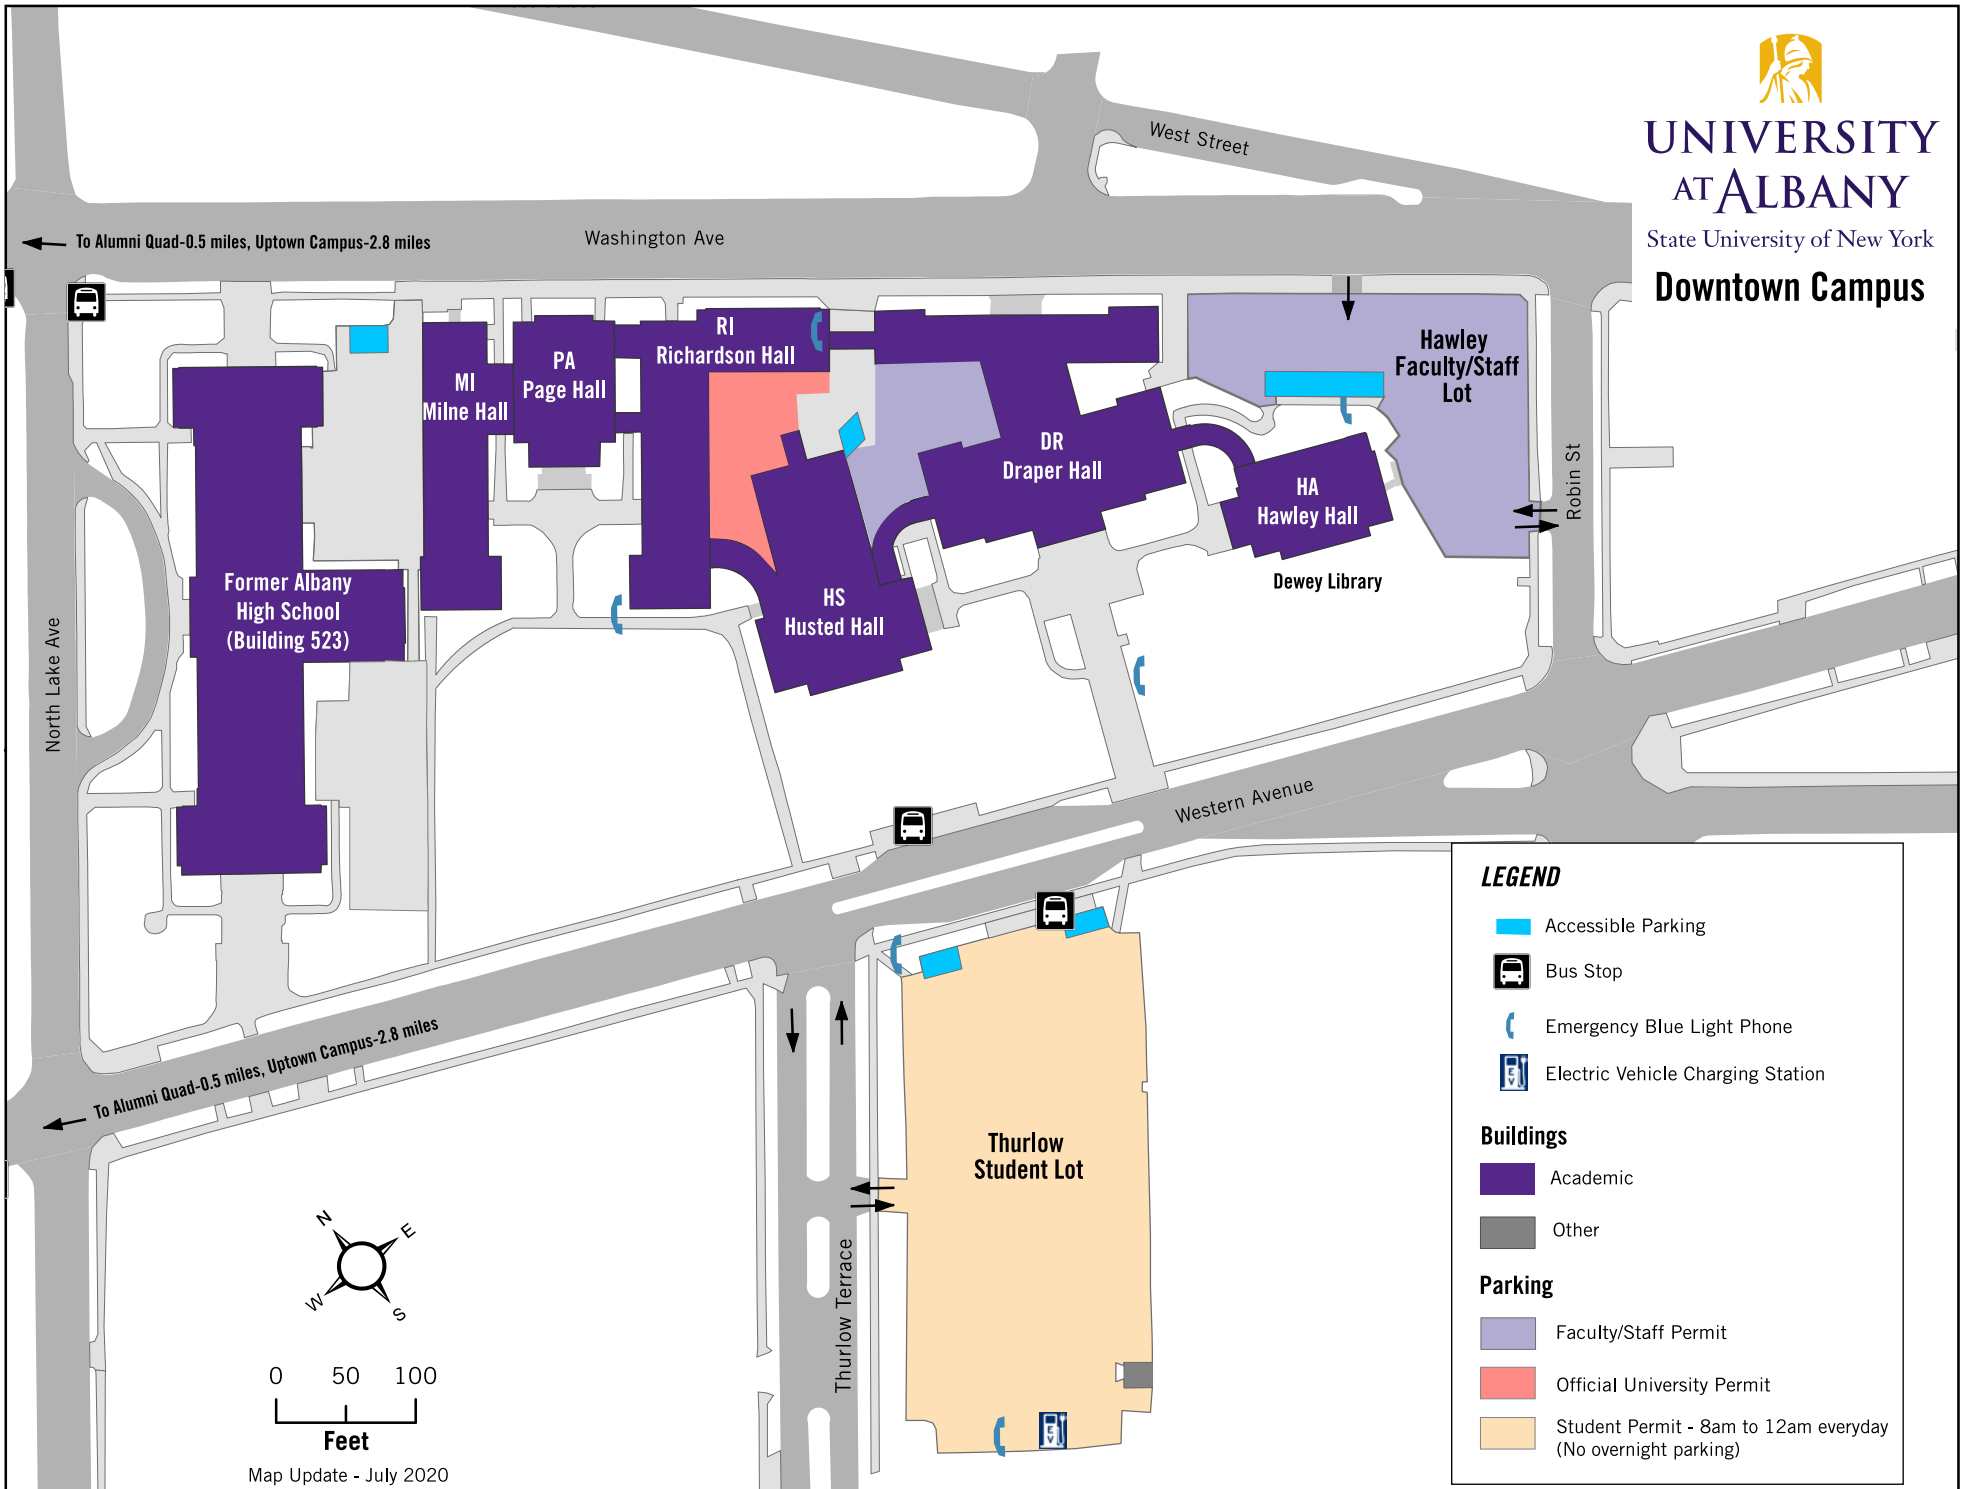 UNIVERSITY
AT ALBANY
State University of New York
Downtown Campus
West Street
Washington Ave
To Alumni Quad-0.5 miles, Uptown Campus-2.8 miles
RI
Richardson Hall
PA
Page Hall
MI
Milne Hall
Hawley
Faculty/Staff
Lot
DR
Draper Hall
HA
Hawley Hall
Dewey Library
Robin St
Former Albany
High School
(Building 523)
HS
Husted Hall
North Lake Ave
Western Avenue
To Alumni Quad-0.5 miles, Uptown Campus-2.8 miles
Thurlow
Student Lot
Thurlow Terrace
EV
N
E
W
S
0 50 100
Feet
Map Update - July 2020
LEGEND
Accessible Parking
Bus Stop
Emergency Blue Light Phone
EV
Electric Vehicle Charging Station
Buildings
Academic
Other
Parking
Faculty/Staff Permit
Official University Permit
Student Permit - 8am to 12am everyday
(No overnight parking)